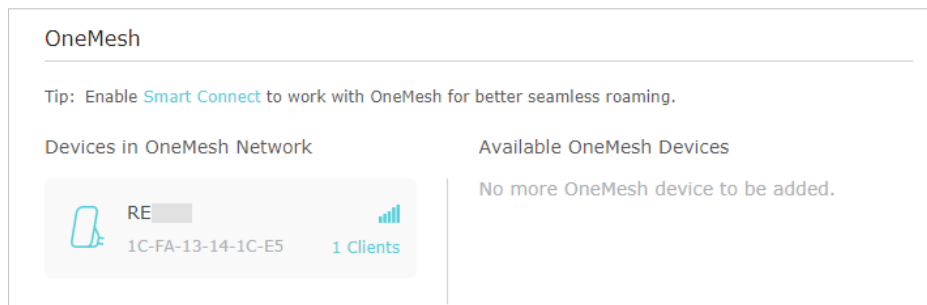 OneMesh
Tip: Enable Smart Connect to work with OneMesh for better seamless roaming.
Devices in OneMesh Network
RE
1C-FA-13-14-1C-E5
1 Clients
Available OneMesh Devices
No more OneMesh device to be added.